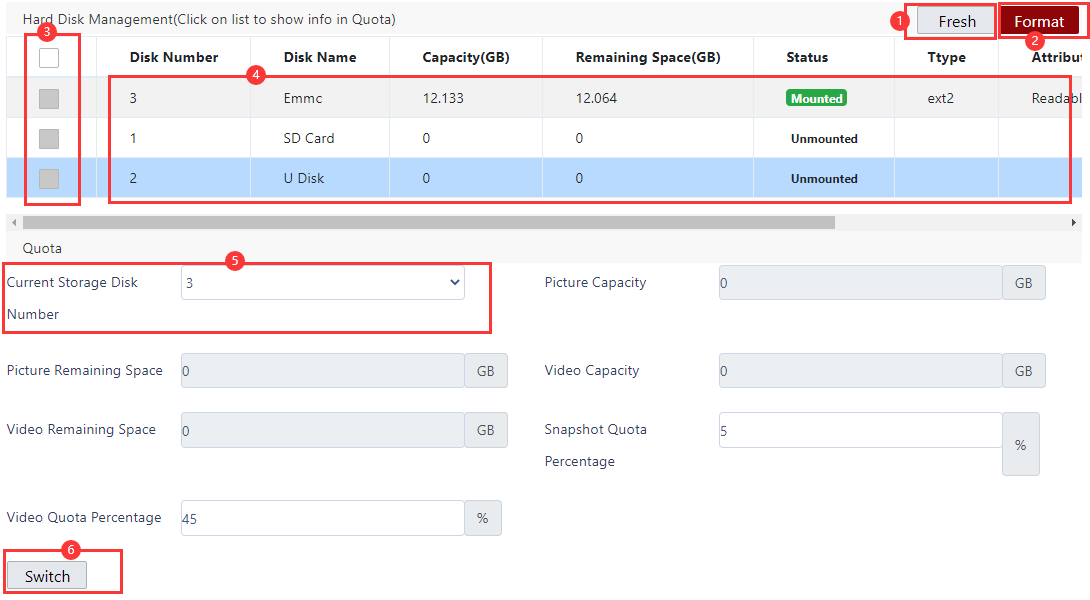 Hard Disk Management(Click on list to show info in Quota)
1 Fresh Format
3 2
Disk Number Disk Name Capacity(GB) Remaining Space(GB) Status Ttype Attribut
4
3 Emmc 12.133 12.064 Mounted ext2 Readabl
1 SD Card 0 0 Unmounted
2 U Disk 0 0 Unmounted
Quota
5
Current Storage Disk Number 3
Picture Capacity 0 GB
Picture Remaining Space 0 GB
Video Capacity 0 GB
Video Remaining Space 0 GB
Snapshot Quota Percentage 5 %
Video Quota Percentage 45 %
6
Switch